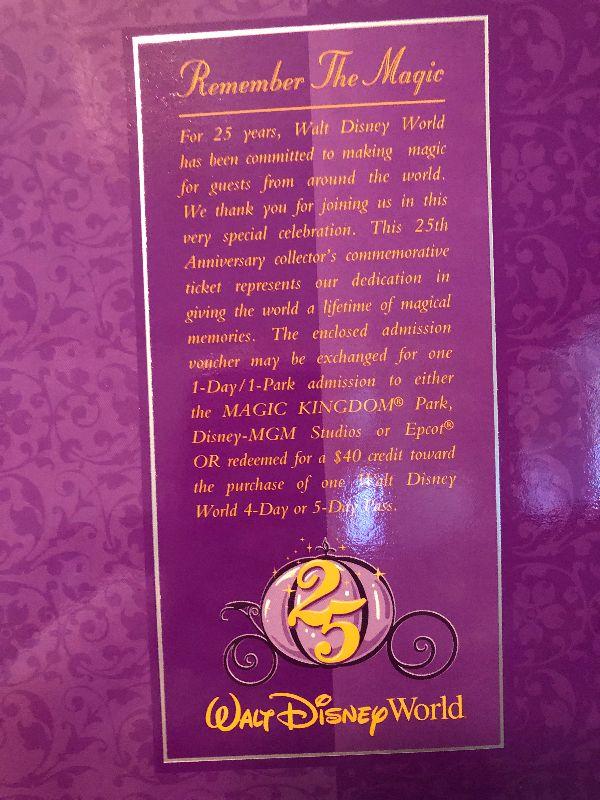 Remember The Magic
For 25 years, Walt Disney World
has been committed to making magic
for guests from around the world.
We thank you for joining us in this
very special celebration. This 25th
Anniversary collector's commemorative
ticket represents our dedication in
giving the world a lifetime of magical
memories. The enclosed admission
voucher may be exchanged for one
1-Day/1-Park admission to either
the MAGIC KINGDOM® Park,
Disney-MGM Studios or Epcot®
OR redeemed for a $40 credit toward
the purchase of one Walt Disney
World 4-Day or 5-Day Pass.
25
WALT DISNEY World